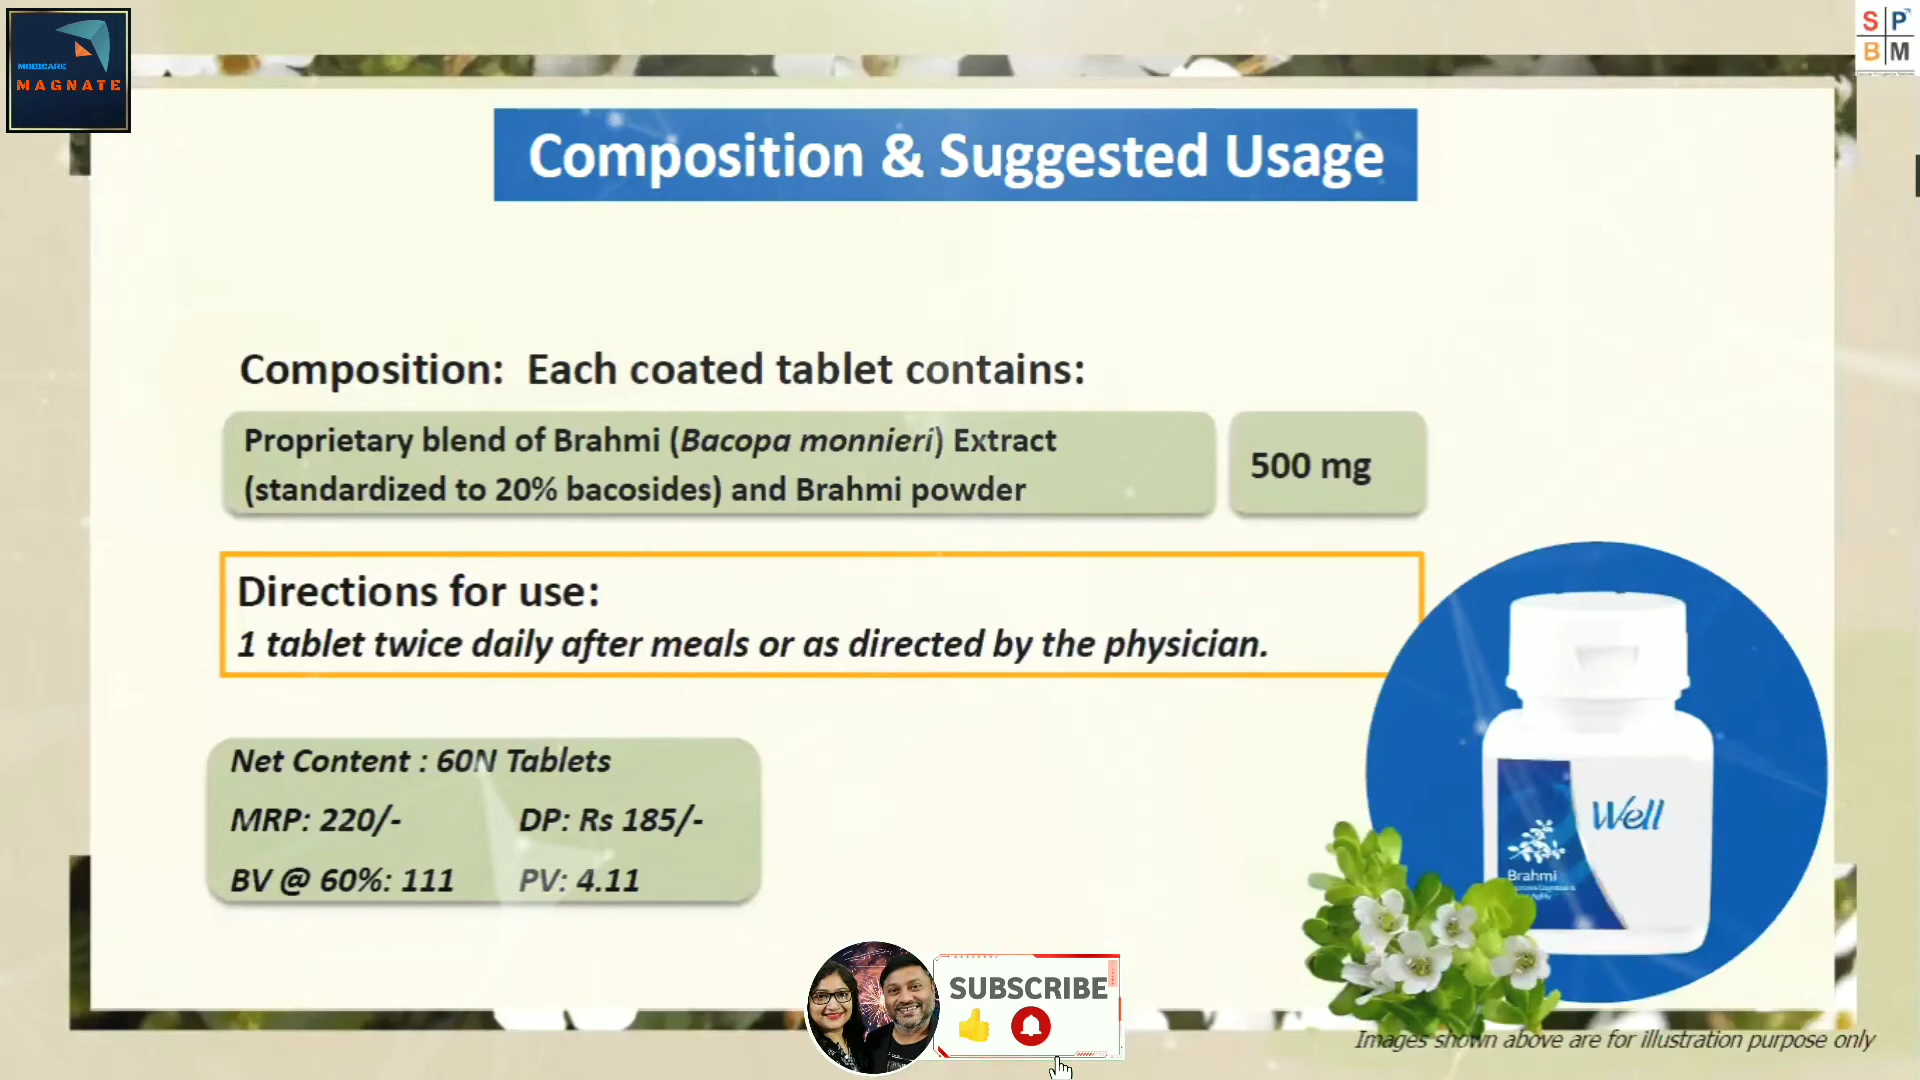 MODICARE
MAGNATE
S P
B M
Composition & Suggested Usage
Composition: Each coated tablet contains:
Proprietary blend of Brahmi (Bacopa monnieri) Extract
(standardized to 20% bacosides) and Brahmi powder
500 mg
Directions for use:
1 tablet twice daily after meals or as directed by the physician.
Net Content : 60N Tablets
MRP: 220/- DP: Rs 185/-
BV @ 60%: 111 PV: 4.11
Well
Brahmi
SUBSCRIBE
Images shown above are for illustration purpose only